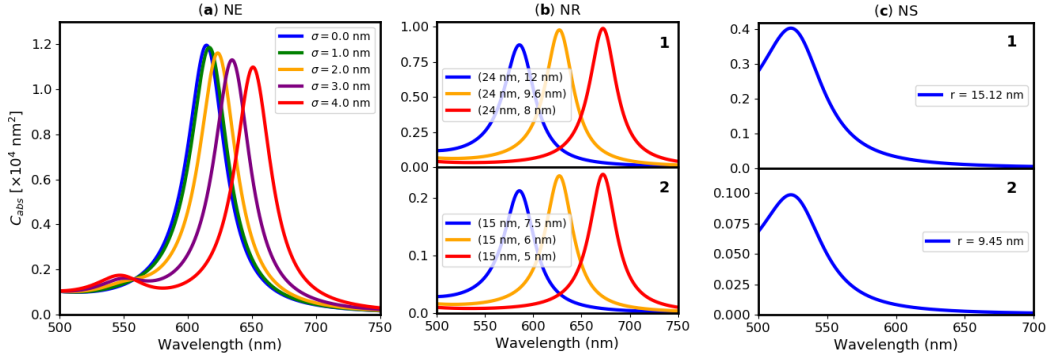 (a) NE
C_abs [×10⁴ nm²]
1.2
1.0
0.8
0.6
0.4
0.2
0.0
σ = 0.0 nm
σ = 1.0 nm
σ = 2.0 nm
σ = 3.0 nm
σ = 4.0 nm
500 550 600 650 700 750
Wavelength (nm)
(b) NR
1.00
0.75
0.50
0.25
0.00
1
(24 nm, 12 nm)
(24 nm, 9.6 nm)
(24 nm, 8 nm)
0.2
0.1
0.0
2
(15 nm, 7.5 nm)
(15 nm, 6 nm)
(15 nm, 5 nm)
500 550 600 650 700 750
Wavelength (nm)
(c) NS
0.4
0.3
0.2
0.1
0.0
1
r = 15.12 nm
0.100
0.075
0.050
0.025
0.000
2
r = 9.45 nm
500 550 600 650 700
Wavelength (nm)